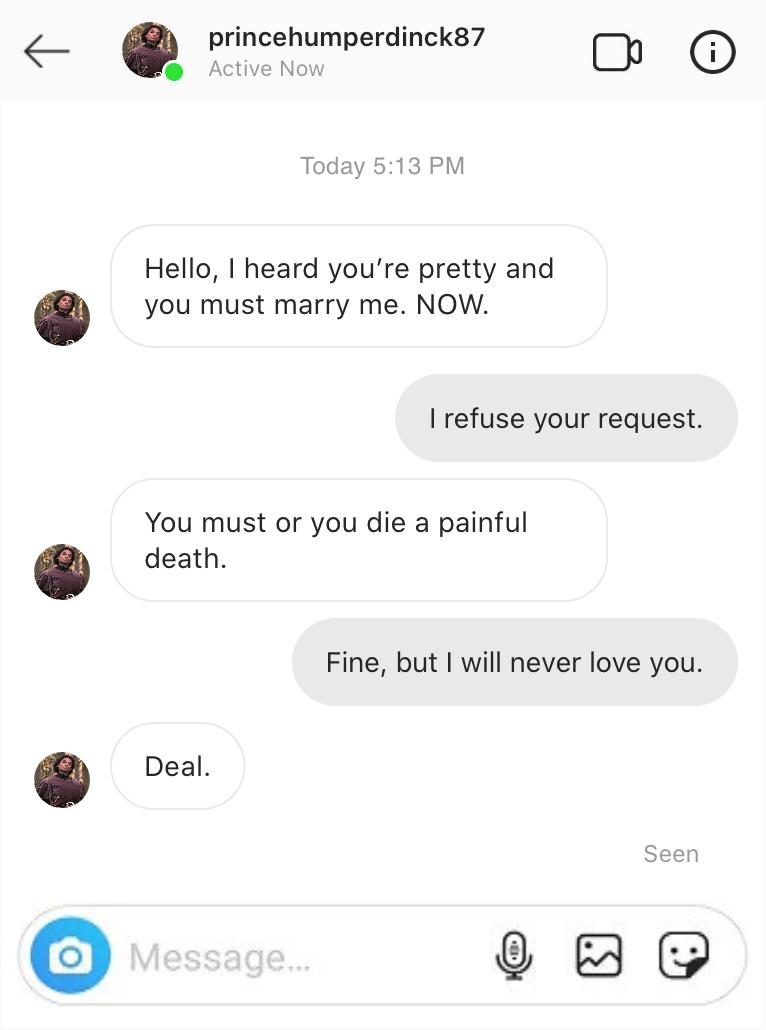 princehumperdinck87
Active Now
Today 5:13 PM
Hello, I heard you’re pretty and
you must marry me. NOW.
I refuse your request.
You must or you die a painful
death.
Fine, but I will never love you.
Deal.
Seen
Message...